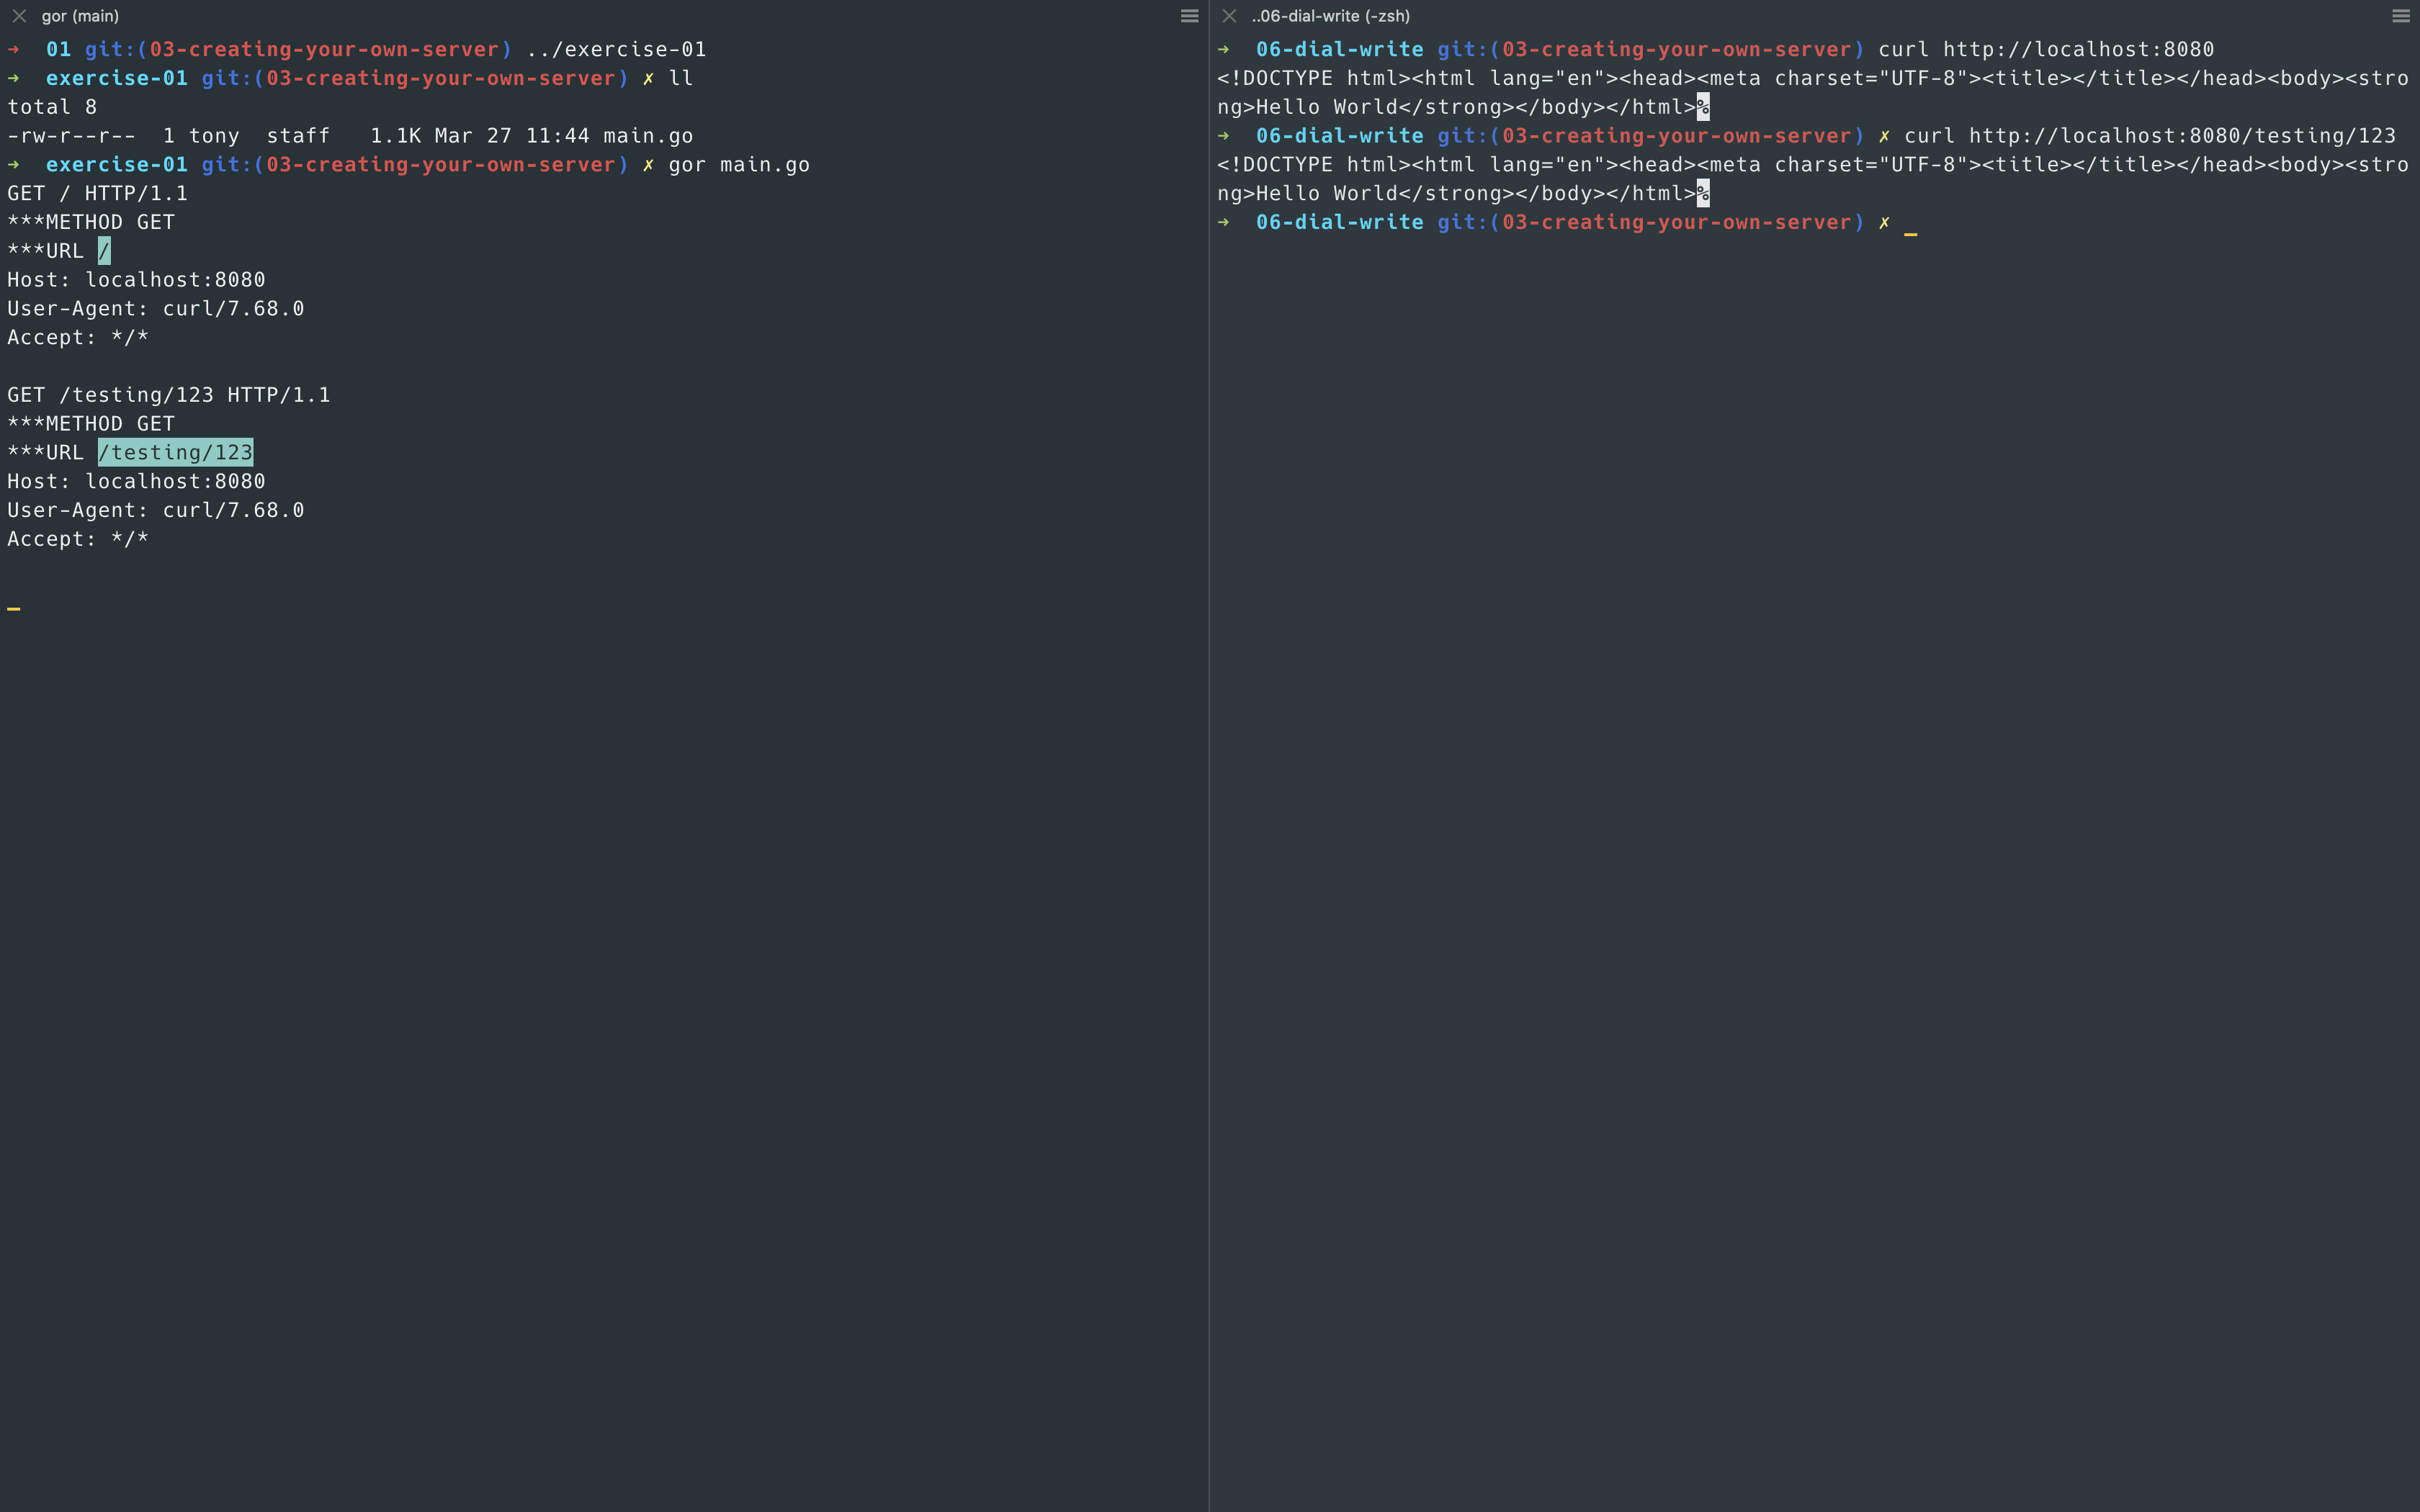 gor (main)
➜  01 git:(03-creating-your-own-server) ../exercise-01
➜  exercise-01 git:(03-creating-your-own-server) ✗ ll
total 8
-rw-r--r--  1 tony  staff   1.1K Mar 27 11:44 main.go
➜  exercise-01 git:(03-creating-your-own-server) ✗ gor main.go
GET / HTTP/1.1
***METHOD GET
***URL /
Host: localhost:8080
User-Agent: curl/7.68.0
Accept: */*
GET /testing/123 HTTP/1.1
***METHOD GET
***URL /testing/123
Host: localhost:8080
User-Agent: curl/7.68.0
Accept: */*
..06-dial-write (-zsh)
➜  06-dial-write git:(03-creating-your-own-server) curl http://localhost:8080
<!DOCTYPE html><html lang="en"><head><meta charset="UTF-8"><title></title></head><body><stro
ng>Hello World</strong></body></html>%
➜  06-dial-write git:(03-creating-your-own-server) ✗ curl http://localhost:8080/testing/123
<!DOCTYPE html><html lang="en"><head><meta charset="UTF-8"><title></title></head><body><stro
ng>Hello World</strong></body></html>%
➜  06-dial-write git:(03-creating-your-own-server) ✗